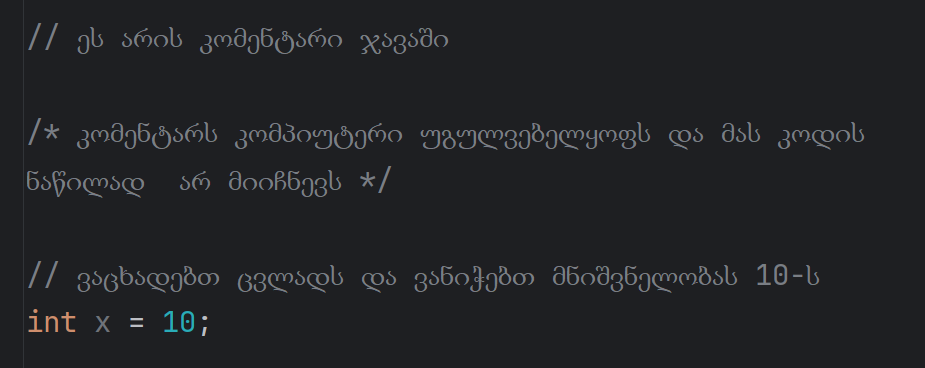 // ეს არის კომენტარი ჯავაში
/* კომენტარს კომპიუტერი უგულვებელყოფს და მას კოდის
ნაწილად არ მიიჩნევს */
// ვაცხადებთ ცვლადს და ვანიჭებთ მნიშვნელობას 10-ს
int x = 10;